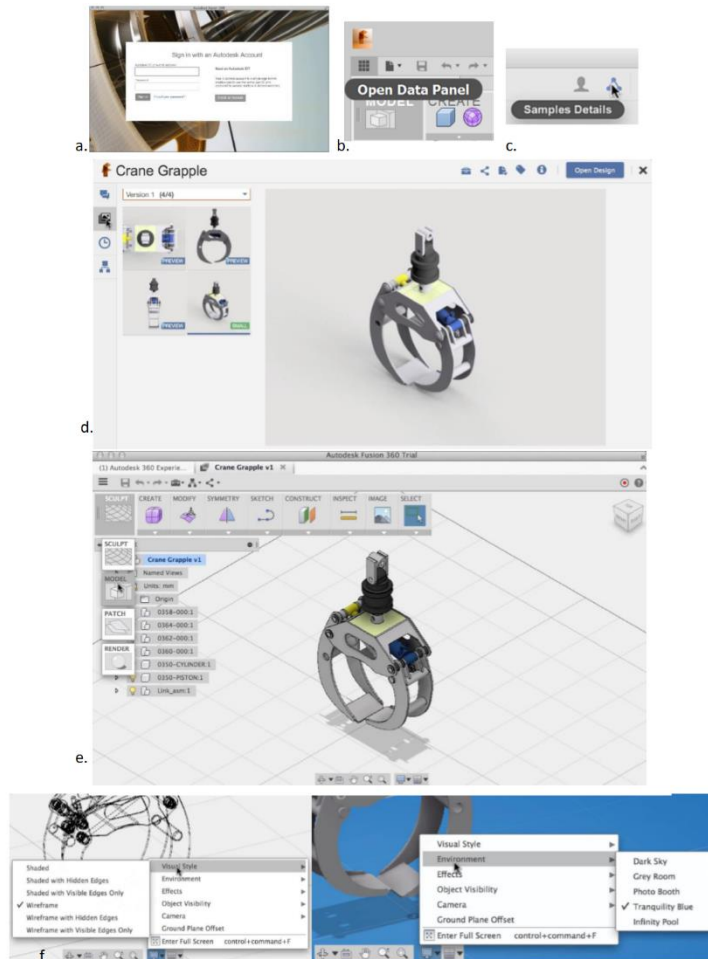 Sign in with an Autodesk Account
a.
Open Data Panel
MODEL CREATE
b.
Samples Details
c.
Crane Grapple
Open Design
Version 1 (4/4)
PREVIEW PREVIEW
PREVIEW SMALL
d.
Autodesk Fusion 360 Trial
(1) Autodesk 360 Experie... Crane Grapple v1
SCULPT CREATE MODIFY SYMMETRY SKETCH CONSTRUCT INSPECT IMAGE SELECT
SCULPT
Crane Grapple v1
Named Views
MODEL
Units: mm
Origin
0318-000:1
PATCH
0364-000:1
0362-000:1
0360-000:1
RENDER
0350-CYLINDER:1
0350-PISTON:1
Link_asm:1
e.
Shaded
Shaded with Hidden Edges
Shaded with Visible Edges Only
Wireframe
Wireframe with Hidden Edges
Wireframe with Visible Edges Only
Visual Style
Environment
Effects
Object Visibility
Camera
Ground Plane Offset
Enter Full Screen control+command+F
f.
Visual Style
Environment
Effects
Object Visibility
Camera
Ground Plane Offset
Enter Full Screen control+command+F
Dark Sky
Grey Room
Photo Booth
Tranquility Blue
Infinity Pool